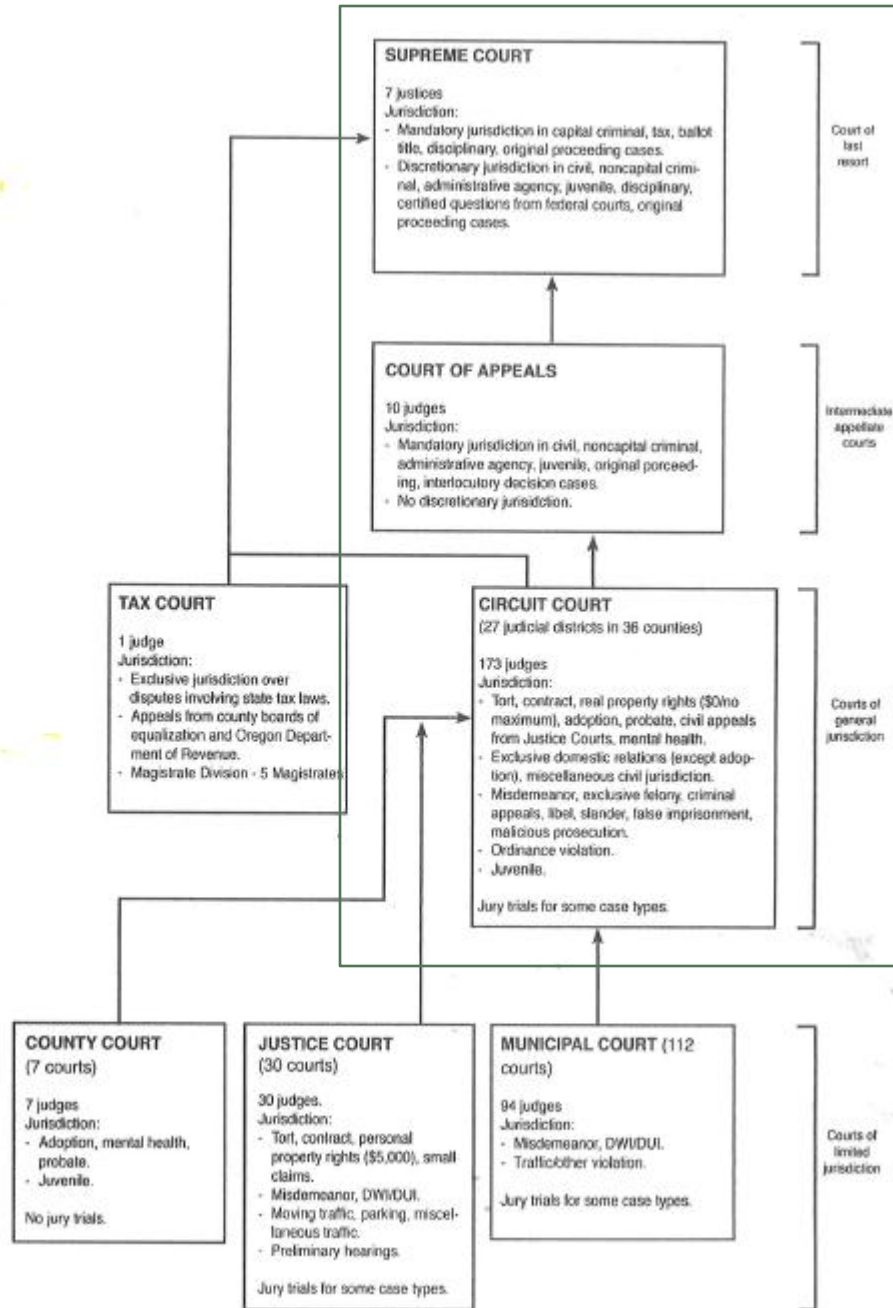 SUPREME COURT
7 justices
Jurisdiction:
- Mandatory jurisdiction in capital criminal, tax, ballot
title, disciplinary, original proceeding cases.
- Discretionary jurisdiction in civil, noncapital crimi-
nal, administrative agency, juvenile, disciplinary,
certified questions from federal courts, original
proceeding cases.
Court of
last
resort
COURT OF APPEALS
10 judges
Jurisdiction:
- Mandatory jurisdiction in civil, noncapital criminal,
administrative agency, juvenile, original porceed-
ing, interlocutory decision cases.
- No discretionary jurisidction.
Intermediate
appellate
courts
TAX COURT
1 judge
Jurisdiction:
- Exclusive jurisdiction over
disputes involving state tax laws.
- Appeals from county boards of
equalization and Oregon Depart-
ment of Revenue.
- Magistrate Division - 5 Magistrates
CIRCUIT COURT
(27 judicial districts in 36 counties)
173 judges
Jurisdiction:
- Tort, contract, real property rights ($0/no
maximum), adoption, probate, civil appeals
from Justice Courts, mental health.
- Exclusive domestic relations (except adop-
tion), miscellaneous civil jurisdiction.
- Misdemeanor, exclusive felony, criminal
appeals, libel, slander, false imprisonment,
malicious prosecution.
- Ordinance violation.
- Juvenile.
Jury trials for some case types.
Courts of
general
jurisdiction
COUNTY COURT
(7 courts)
7 judges
Jurisdiction:
- Adoption, mental health,
probate.
- Juvenile.
No jury trials.
JUSTICE COURT
(30 courts)
30 judges.
Jurisdiction:
- Tort, contract, personal
property rights ($5,000), small
claims.
- Misdemeanor, DWI/DUI.
- Moving traffic, parking, miscel-
laneous traffic.
- Preliminary hearings.
Jury trials for some case types.
MUNICIPAL COURT (112
courts)
94 judges
Jurisdiction:
- Misdemeanor, DWI/DUI.
- Traffic/other violation.
Jury trials for some case types.
Courts of
limited
jurisdiction